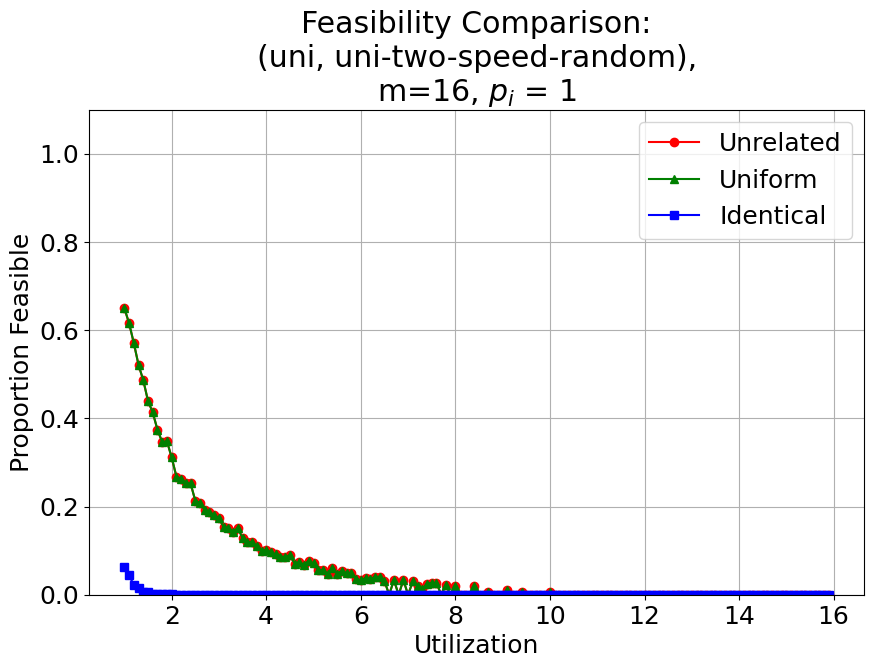 Feasibility Comparison:
(uni, uni-two-speed-random),
m=16, p_i = 1
Unrelated
Uniform
Identical
Proportion Feasible
1.0
0.8
0.6
0.4
0.2
0.0
2 4 6 8 10 12 14 16
Utilization